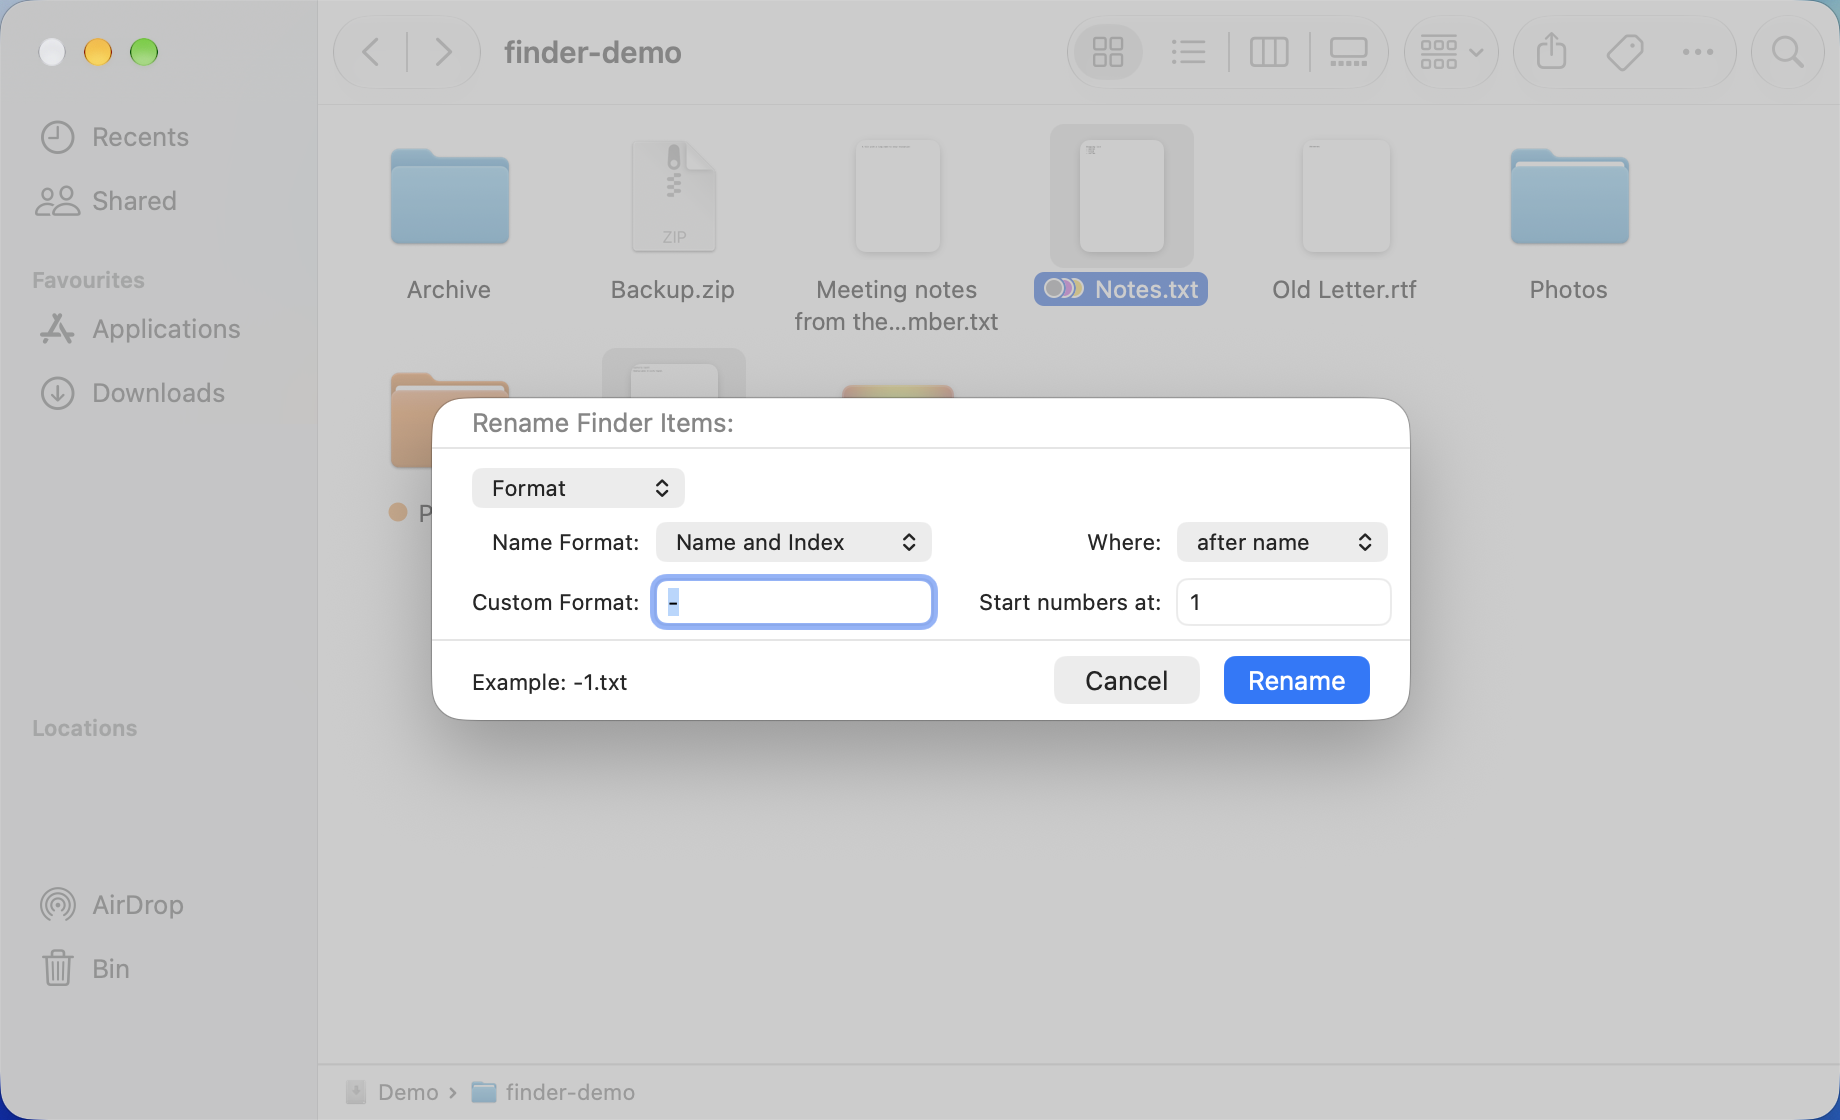 finder-demo
Recents
Shared
Favourites
Applications
Downloads
Locations
AirDrop
Bin
Archive
ZIP
Backup.zip
Meeting notes
from the...mber.txt
Notes.txt
Old Letter.rtf
Photos
P
Rename Finder Items:
Format
Name Format: Name and Index Where: after name
Custom Format: - Start numbers at: 1
Example: -1.txt Cancel Rename
Demo › finder-demo